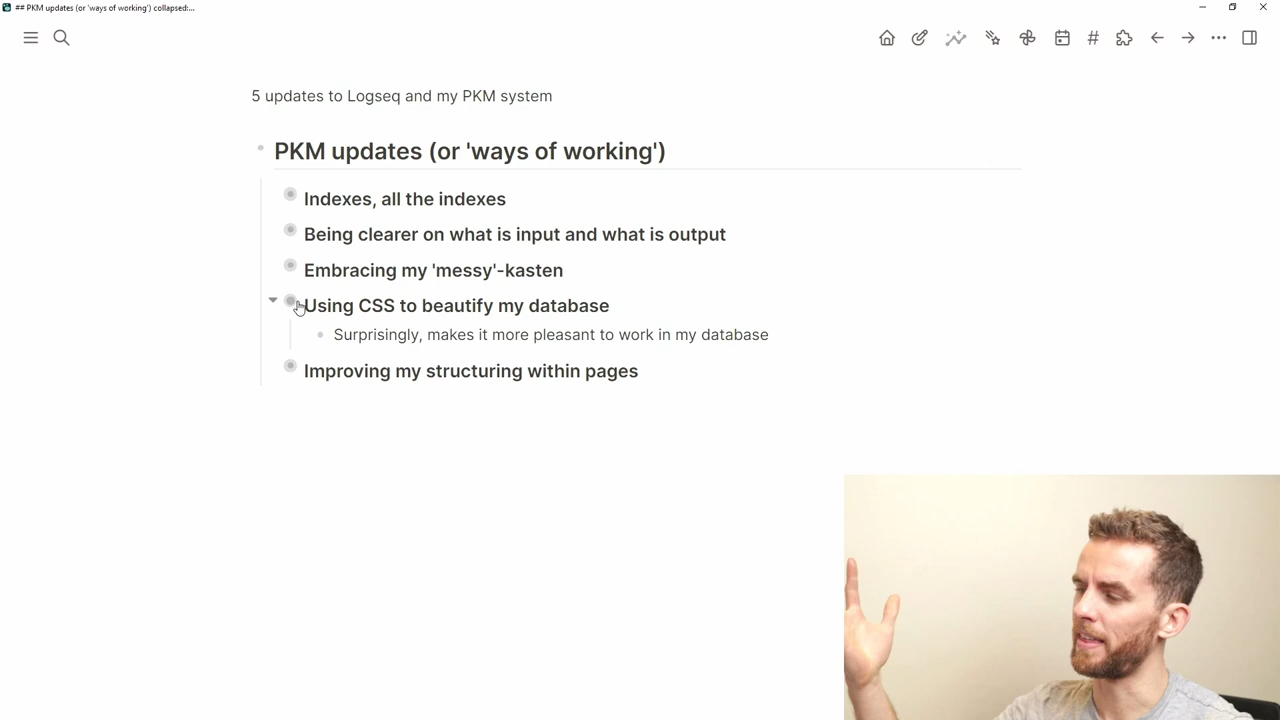 ## PKM updates (or 'ways of working') collapsed:...
5 updates to Logseq and my PKM system
PKM updates (or 'ways of working')
Indexes, all the indexes
Being clearer on what is input and what is output
Embracing my 'messy'-kasten
Using CSS to beautify my database
Surprisingly, makes it more pleasant to work in my database
Improving my structuring within pages